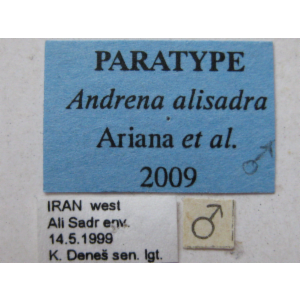 PARATYPE
Andrena alisadra
Ariana et al.
2009
♂
IRAN west
Ali Sadr env.
14.5.1999
K. Deneš sen. lgt.
♂